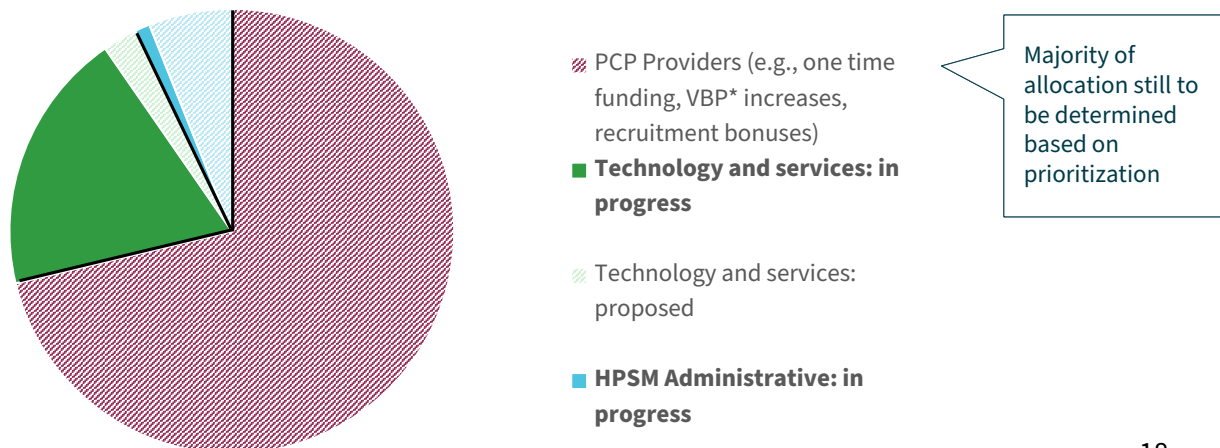 PCP Providers (e.g., one time
funding, VBP* increases,
recruitment bonuses)
Technology and services: in
progress
Technology and services:
proposed
HPSM Administrative: in
progress
Majority of
allocation still to
be determined
based on
prioritization